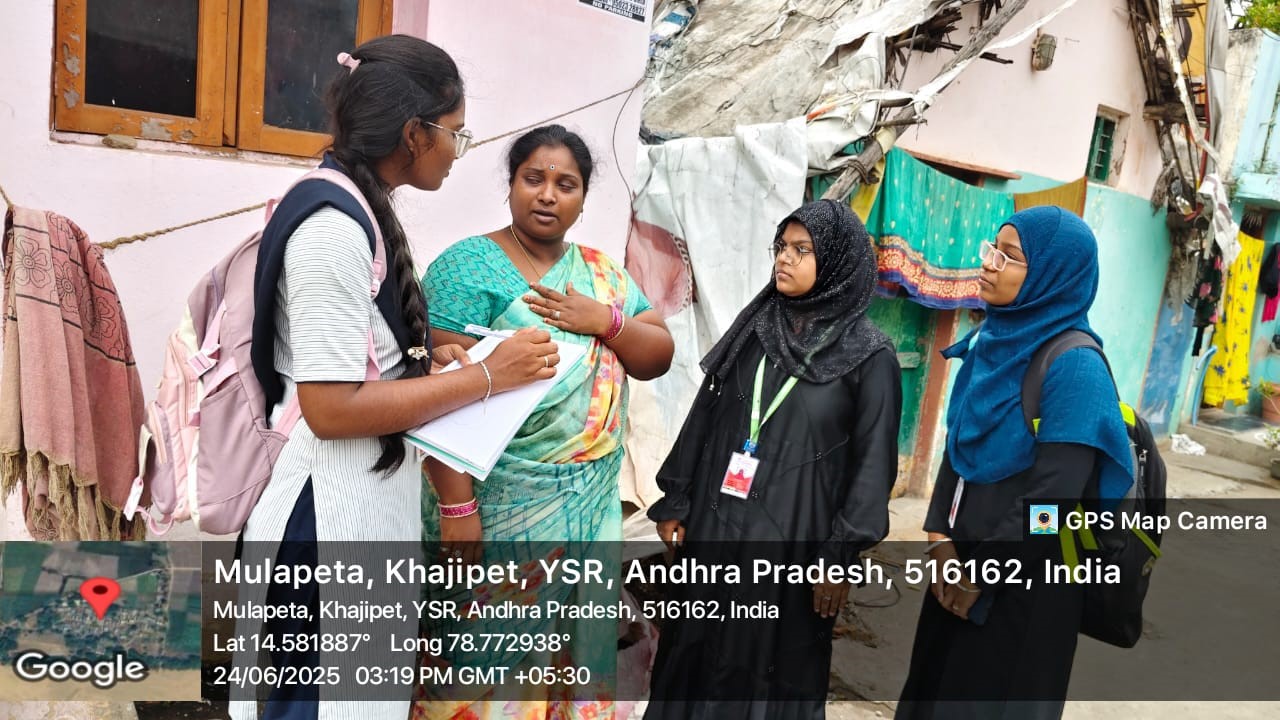 GPS Map Camera
Mulapeta, Khajipet, YSR, Andhra Pradesh, 516162, India
Mulapeta, Khajipet, YSR, Andhra Pradesh, 516162, India
Lat 14.581887° Long 78.772938°
24/06/2025 03:19 PM GMT +05:30
Google